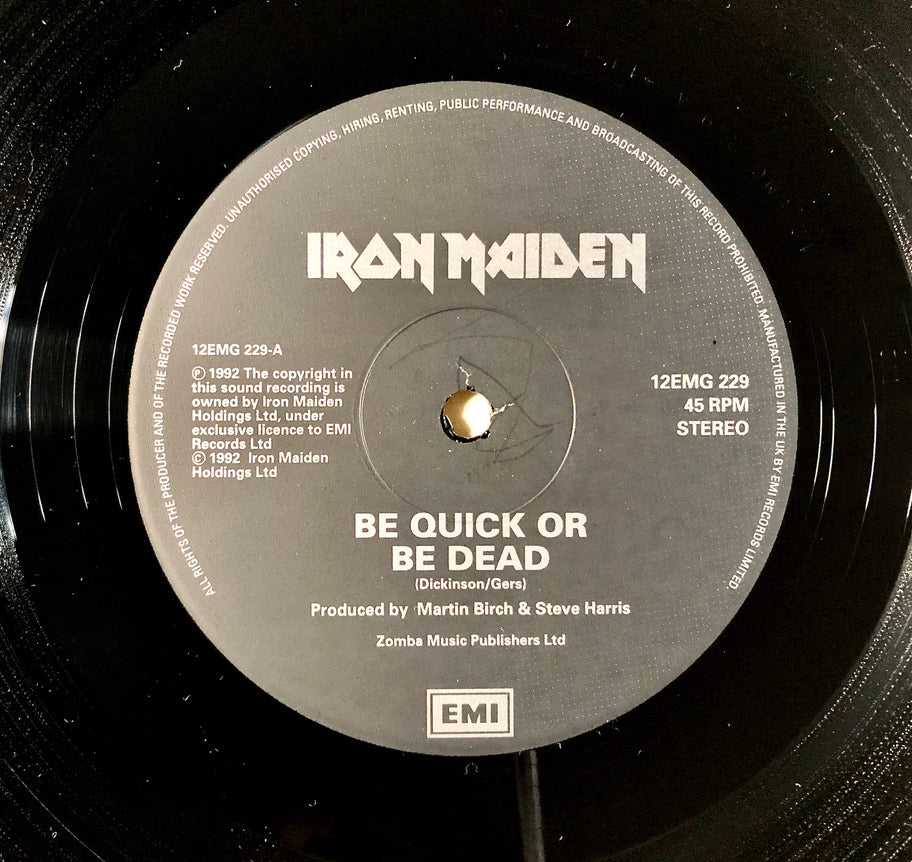 ALL RIGHTS OF THE PRODUCER AND OF THE RECORDED WORK RESERVED. UNAUTHORISED COPYING, HIRING, RENTING, PUBLIC PERFORMANCE AND BROADCASTING OF THIS RECORD PROHIBITED. MANUFACTURED IN THE UK BY EMI RECORDS LIMITED.
IRON MAIDEN
12EMG 229-A
℗ 1992 The copyright in
this sound recording is
owned by Iron Maiden
Holdings Ltd, under
exclusive licence to EMI
Records Ltd
© 1992 Iron Maiden
Holdings Ltd
12EMG 229
45 RPM
STEREO
BE QUICK OR
BE DEAD
(Dickinson/Gers)
Produced by Martin Birch & Steve Harris
Zomba Music Publishers Ltd
EMI